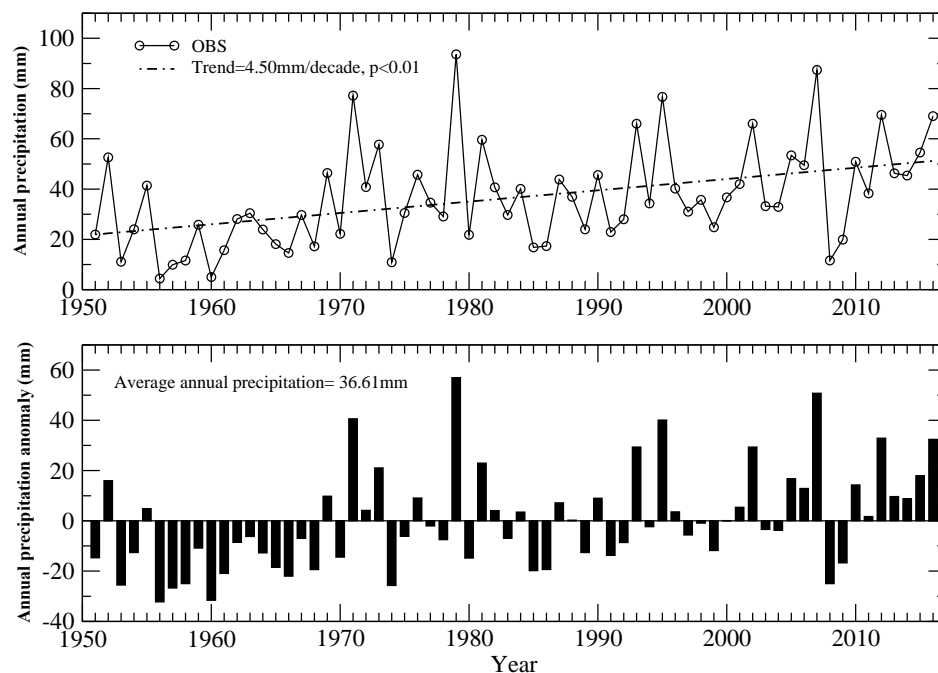 Annual precipitation (mm)
100
80
60
40
20
0
OBS
Trend=4.50mm/decade, p<0.01
1950 1960 1970 1980 1990 2000 2010
Annual precipitation anomaly (mm)
60
40
20
0
-20
-40
Average annual precipitation= 36.61mm
1950 1960 1970 1980 1990 2000 2010
Year